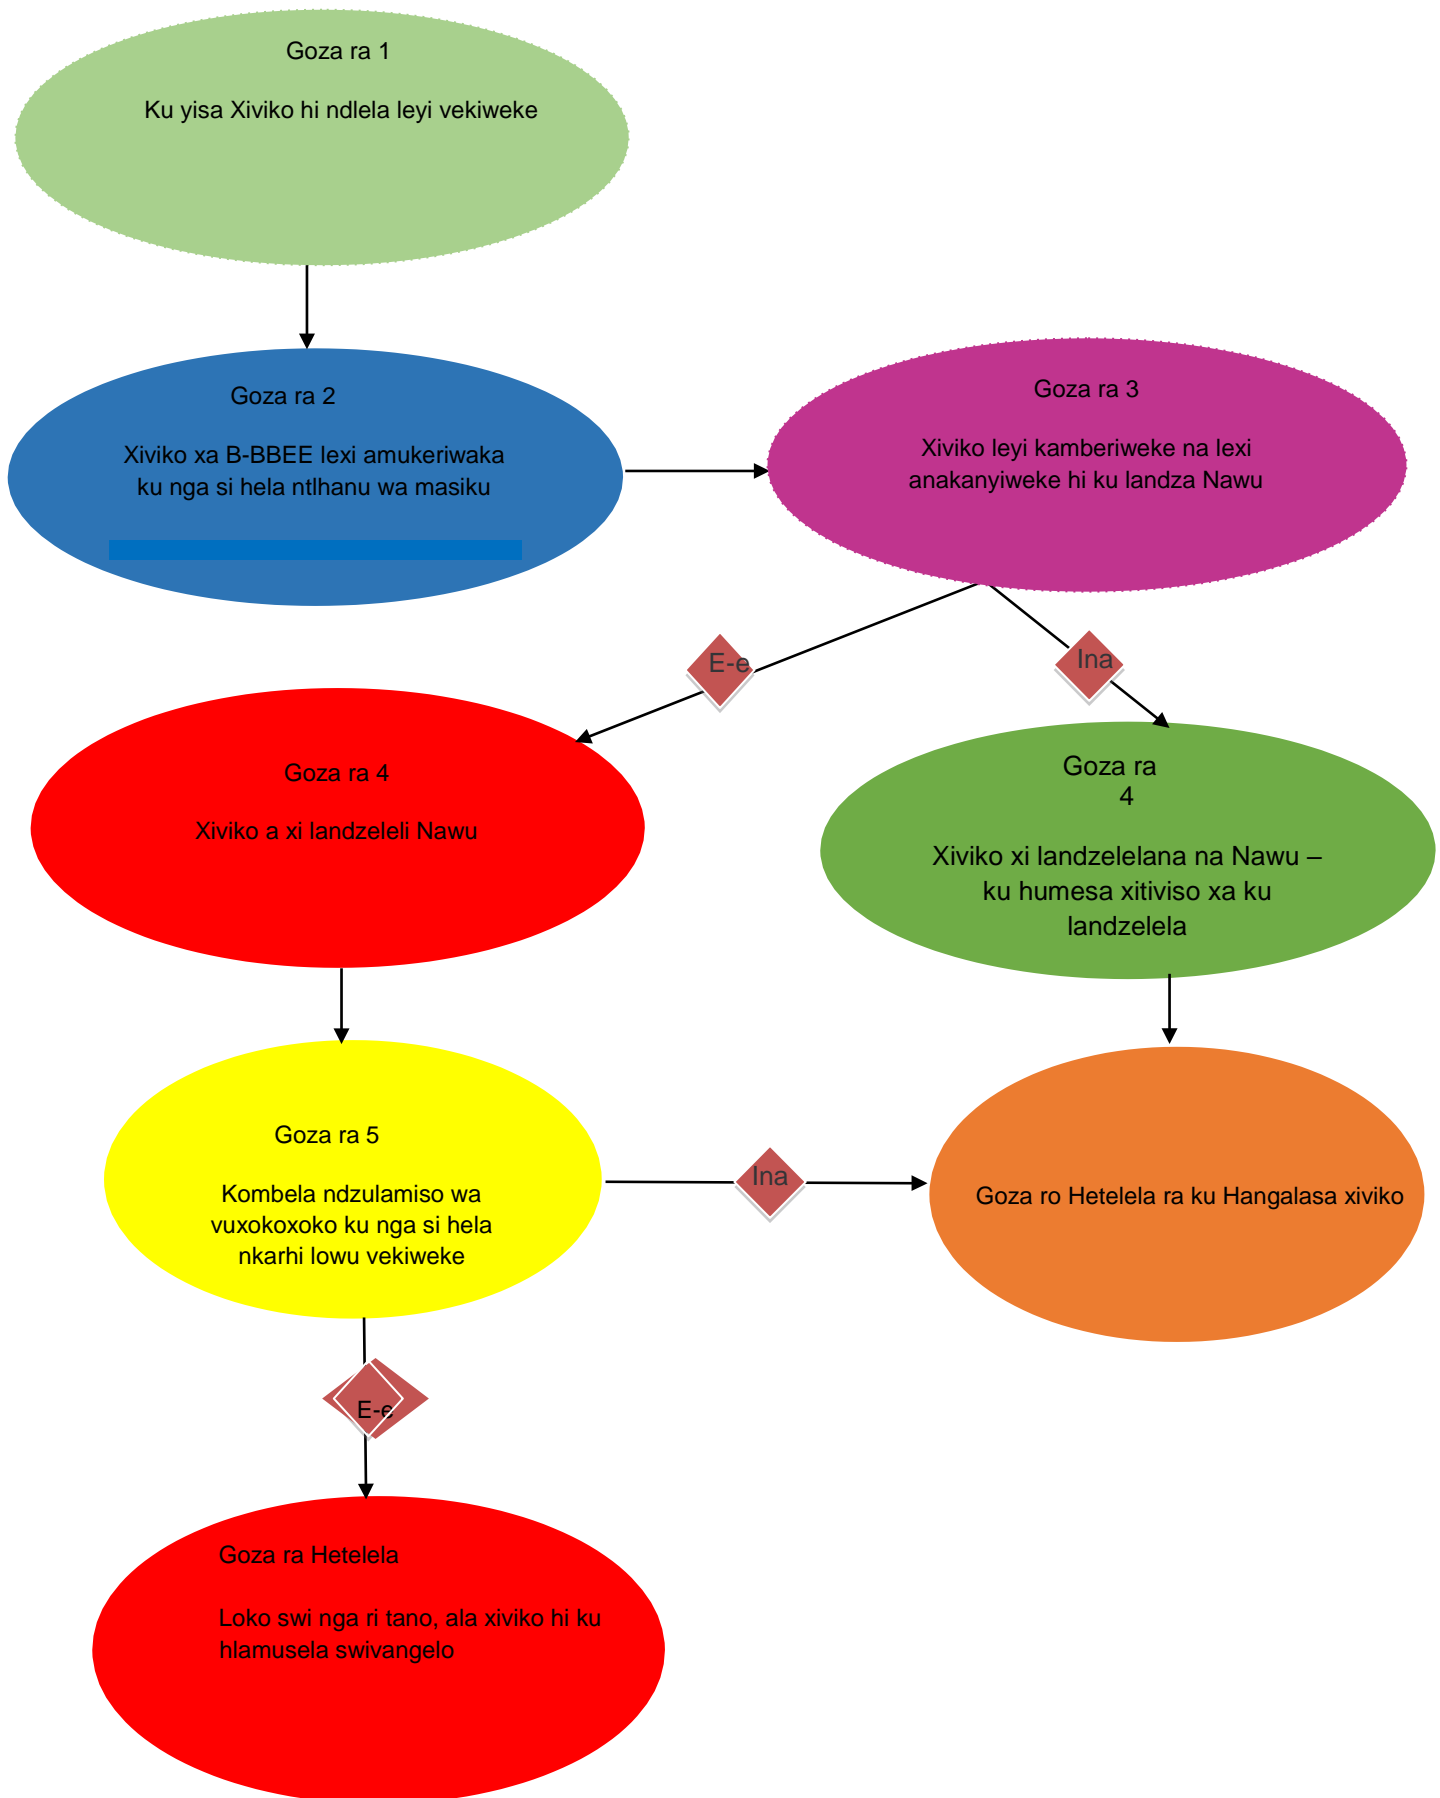 Goza ra 1
Ku yisa Xiviko hi ndlela leyi vekiweke
Goza ra 2
Xiviko xa B-BBEE lexi amukeriwaka
ku nga si hela ntlhanu wa masiku
Goza ra 3
Xiviko leyi kamberiweke na lexi
anakanyiweke hi ku landza Nawu
E-e
Ina
Goza ra 4
Xiviko a xi landzeleli Nawu
Goza ra
4
Xiviko xi landzelelana na Nawu –
ku humesa xitiviso xa ku
landzelela
Goza ra 5
Kombela ndzulamiso wa
vuxokoxoko ku nga si hela
nkarhi lowu vekiweke
Ina
Goza ro Hetelela ra ku Hangalasa xiviko
E-e
Goza ra Hetelela
Loko swi nga ri tano, ala xiviko hi ku
hlamusela swivangelo